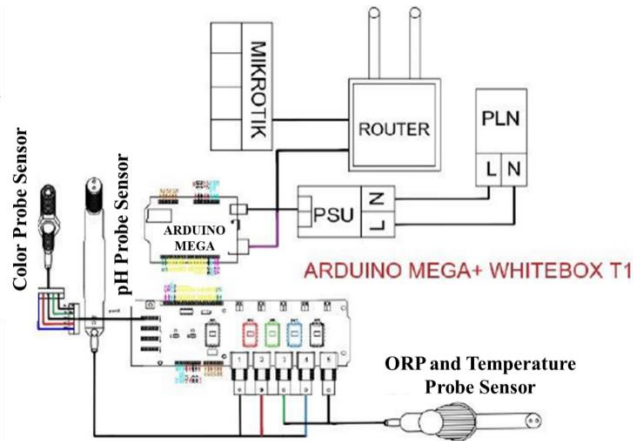 MIKROTIK
ROUTER
PLN
L N
PSU
N
L
Color Probe Sensor
pH Probe Sensor
ARDUINO
MEGA
ARDUINO MEGA+ WHITEBOX T1
1 2 3 4 5
ORP and Temperature
Probe Sensor